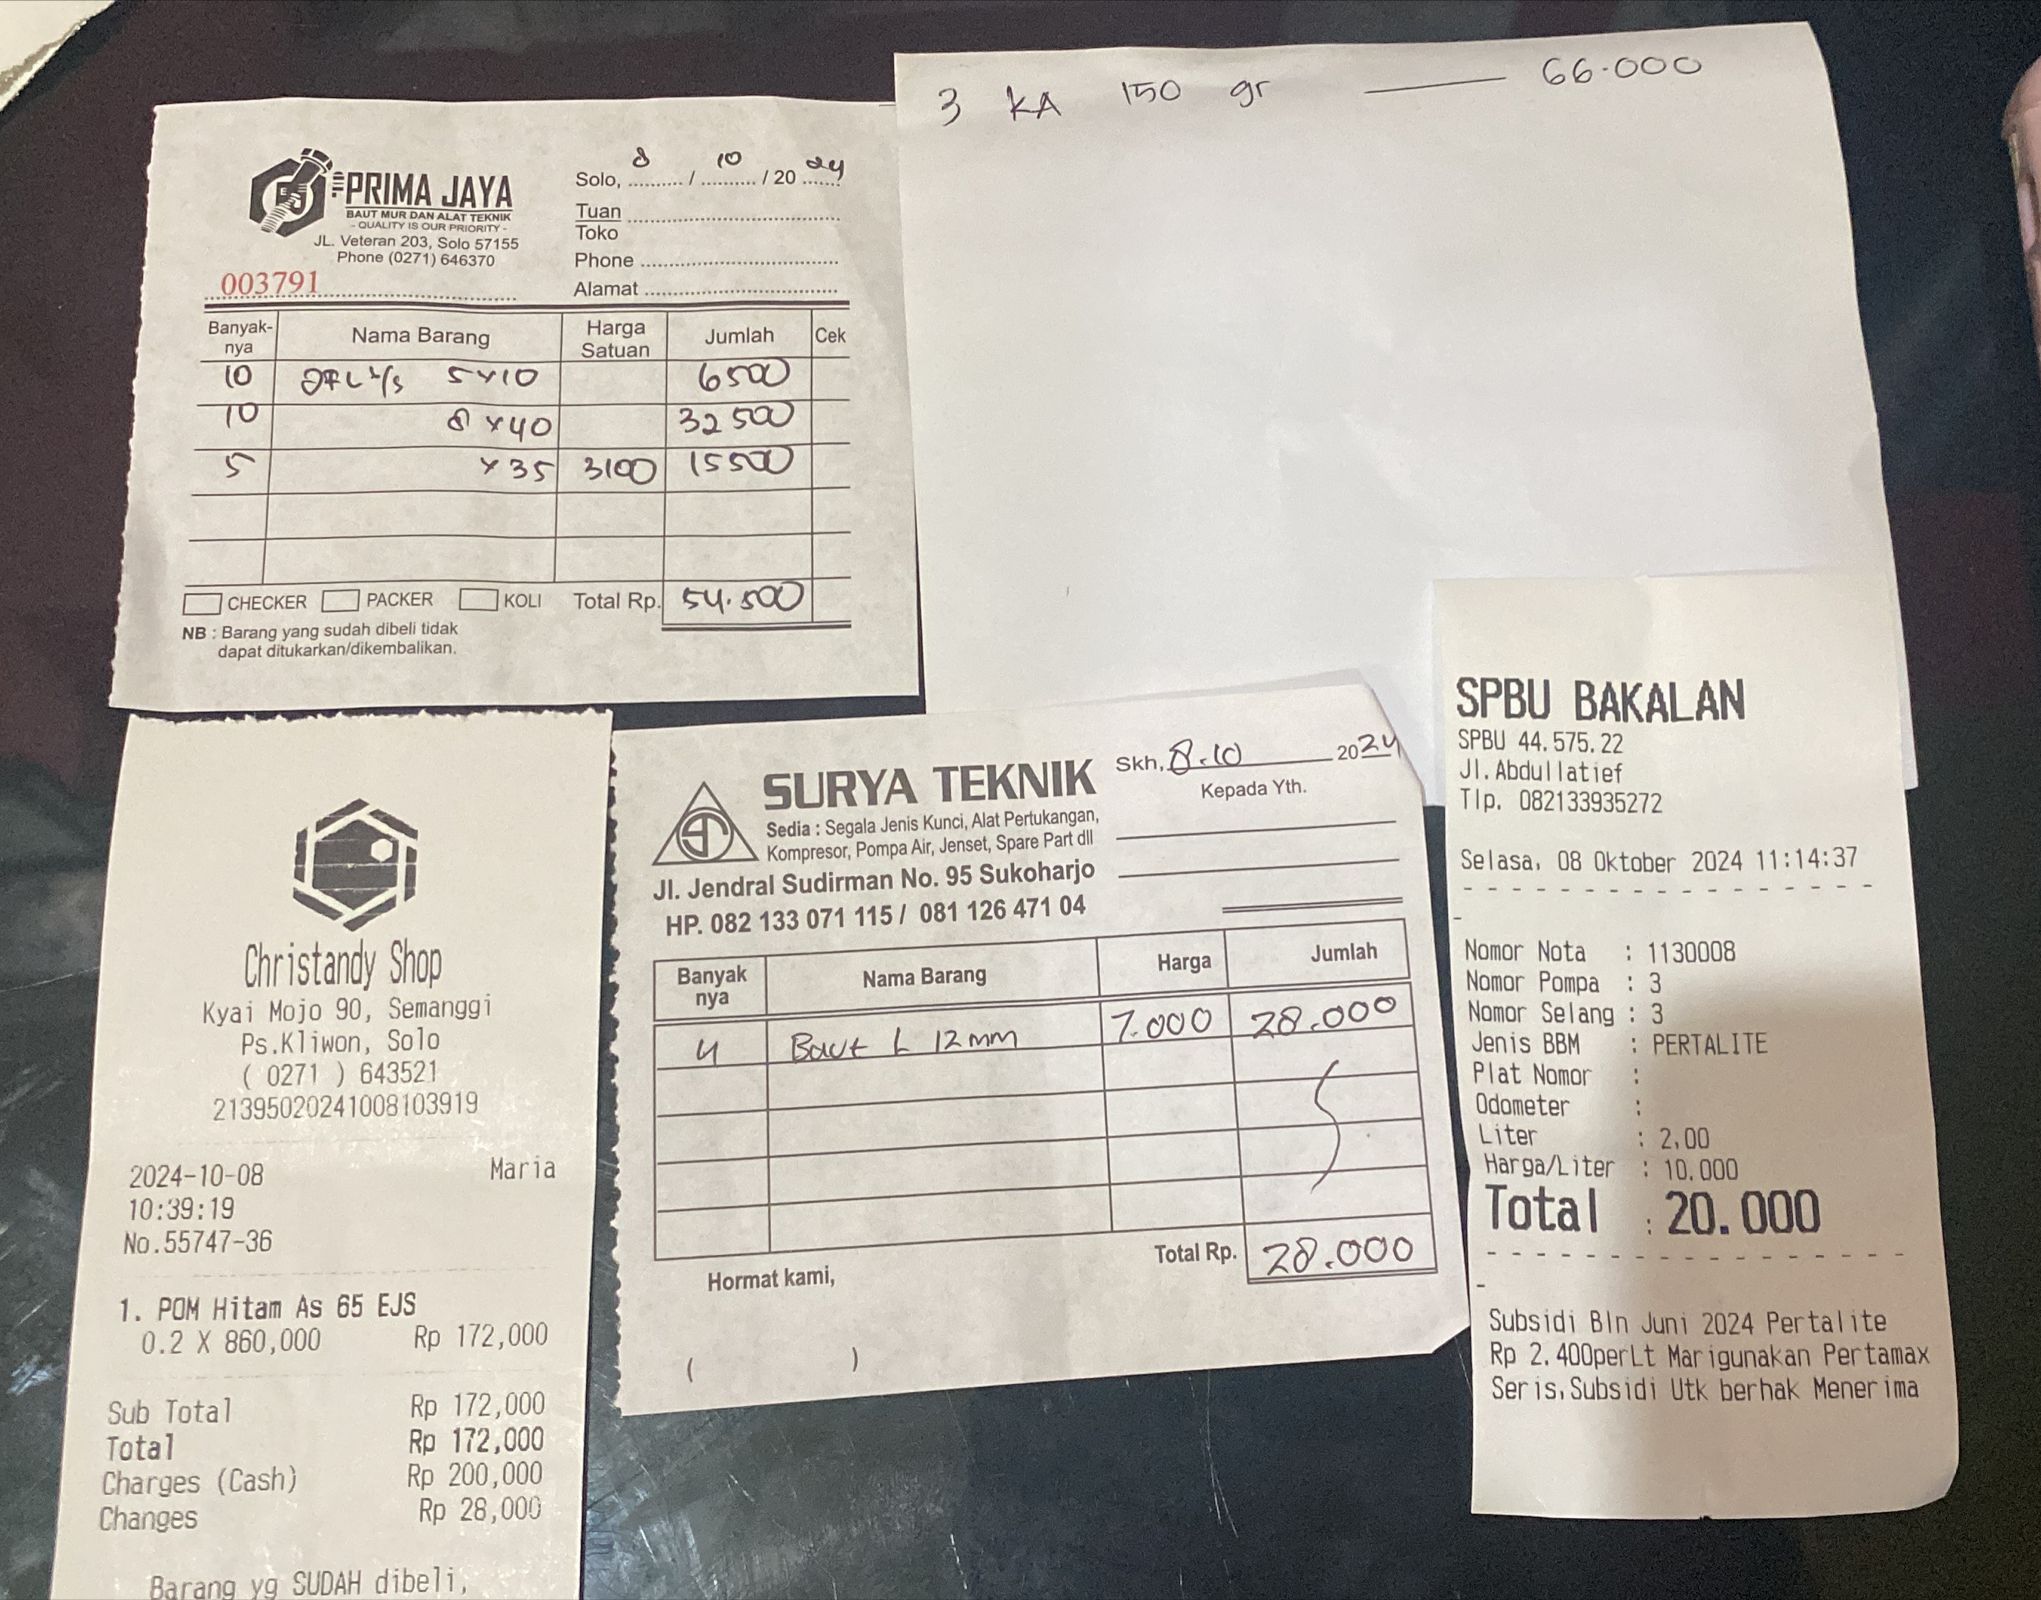 3 KA 150 gr 66.000
PRIMA JAYA
BAUT MUR DAN ALAT TEKNIK
- QUALITY IS OUR PRIORITY -
JL. Veteran 203, Solo 57155
Phone (0271) 646370
003791
Solo, 8 / 10 / 20 24
Tuan
Toko
Phone
Alamat
Banyak-nya Nama Barang Harga Satuan Jumlah Cek
10 5x10 6500
10 8 x40 32500
5 x35 3100 15500
CHECKER PACKER KOLI Total Rp. 54.500
NB : Barang yang sudah dibeli tidak
dapat ditukarkan/dikembalikan.
Christandy Shop
Kyai Mojo 90, Semanggi
Ps.Kliwon, Solo
( 0271 ) 643521
21395020241008103919
2024-10-08 Maria
10:39:19
No.55747-36
1. POM Hitam As 65 EJS
0.2 X 860,000 Rp 172,000
Sub Total Rp 172,000
Total Rp 172,000
Charges (Cash) Rp 200,000
Changes Rp 28,000
Barang yg SUDAH dibeli,
SURYA TEKNIK
Sedia : Segala Jenis Kunci, Alat Pertukangan,
Kompresor, Pompa Air, Jenset, Spare Part dll
Jl. Jendral Sudirman No. 95 Sukoharjo
HP. 082 133 071 115 / 081 126 471 04
Skh, 8.10 2024
Kepada Yth.
Banyak nya Nama Barang Harga Jumlah
4 Baut L 12mm 7.000 28.000
Total Rp. 28.000
Hormat kami,
( )
SPBU BAKALAN
SPBU 44.575.22
Jl.Abdullatief
Tlp. 082133935272
Selasa, 08 Oktober 2024 11:14:37
Nomor Nota : 1130008
Nomor Pompa : 3
Nomor Selang : 3
Jenis BBM : PERTALITE
Plat Nomor :
Odometer :
Liter : 2,00
Harga/Liter : 10.000
Total : 20.000
Subsidi Bln Juni 2024 Pertalite
Rp 2.400perLt Marigunakan Pertamax
Seris,Subsidi Utk berhak Menerima